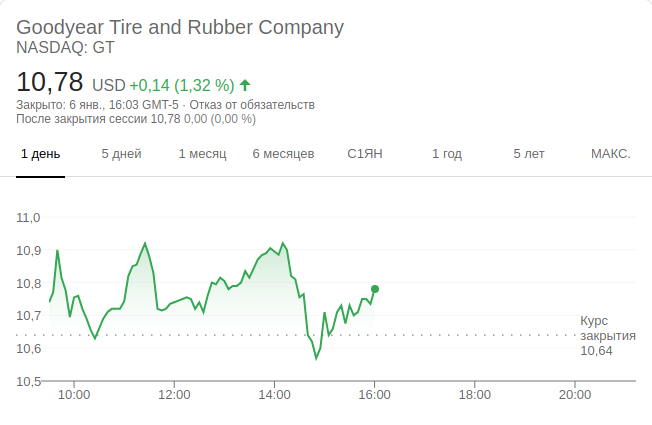 Goodyear Tire and Rubber Company
NASDAQ: GT
10,78 USD +0,14 (1,32 %)
Закрыто: 6 янв., 16:03 GMT-5 · Отказ от обязательств
После закрытия сессии 10,78 0,00 (0,00 %)
1 день 5 дней 1 месяц 6 месяцев С1ЯН 1 год 5 лет МАКС.
11,0
10,9
10,8
10,7
10,6
10,5
Курс
закрытия
10,64
10:00 12:00 14:00 16:00 18:00 20:00